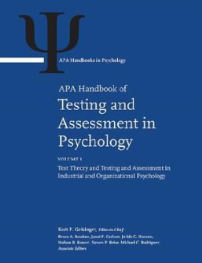 Ψ
APA Handbooks in Psychology
APA Handbook of
Testing and
Assessment in
Psychology
VOLUME 1
Test Theory and Testing and Assessment in
Industrial and Organizational Psychology
Kurt F. Geisinger, Editor-in-Chief
Bruce A. Bracken, Janet F. Carlson, Jo-Ida C. Hansen,
Nathan R. Kuncel, Steven P. Reise, Michael C. Rodriguez
Associate Editors